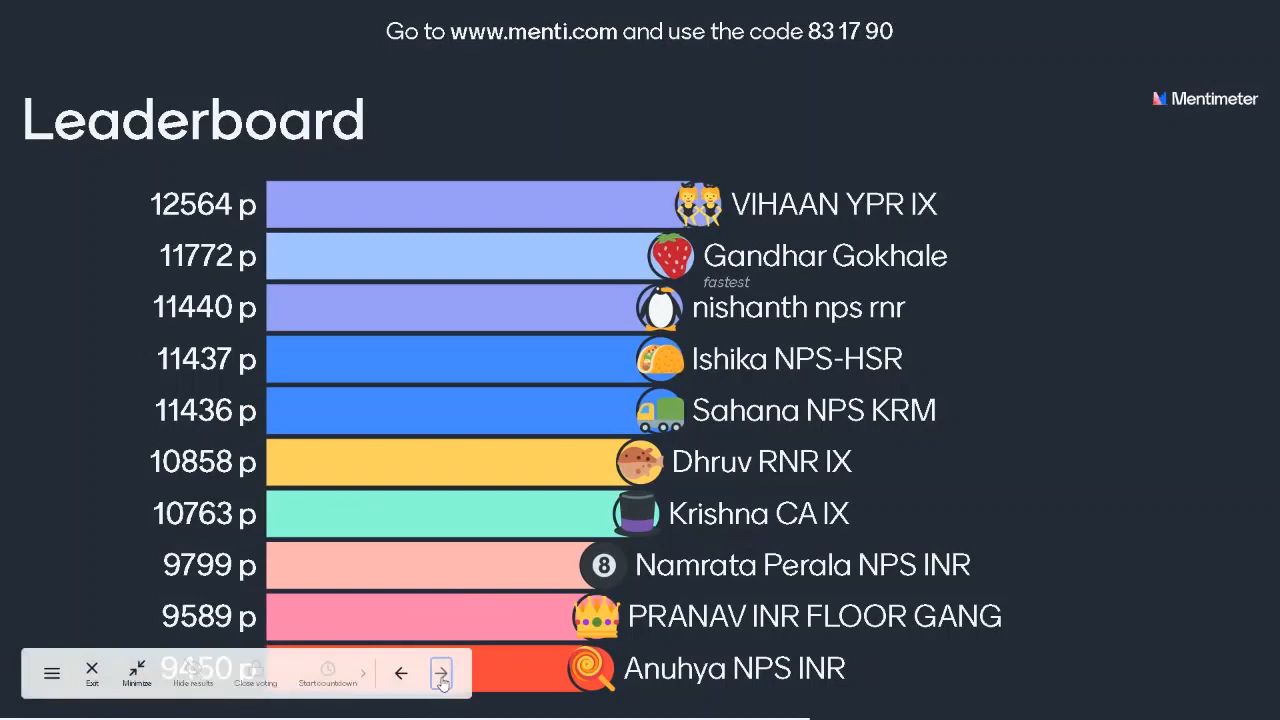 Go to www.menti.com and use the code 83 17 90
Leaderboard
Mentimeter
12564 p VIHAAN YPR IX
11772 p Gandhar Gokhale
fastest
11440 p nishanth nps rnr
11437 p Ishika NPS-HSR
11436 p Sahana NPS KRM
10858 p Dhruv RNR IX
10763 p Krishna CA IX
9799 p 8 Namrata Perala NPS INR
9589 p PRANAV INR FLOOR GANG
9450 p Anuhya NPS INR
Exit Minimize Hide results Close voting Start countdown